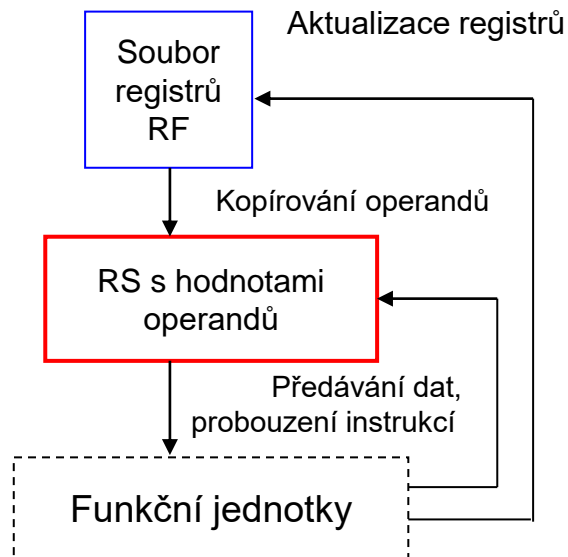 Aktualizace registrů
Soubor
registrů
RF
Kopírování operandů
RS s hodnotami
operandů
Předávání dat,
probouzení instrukcí
Funkční jednotky